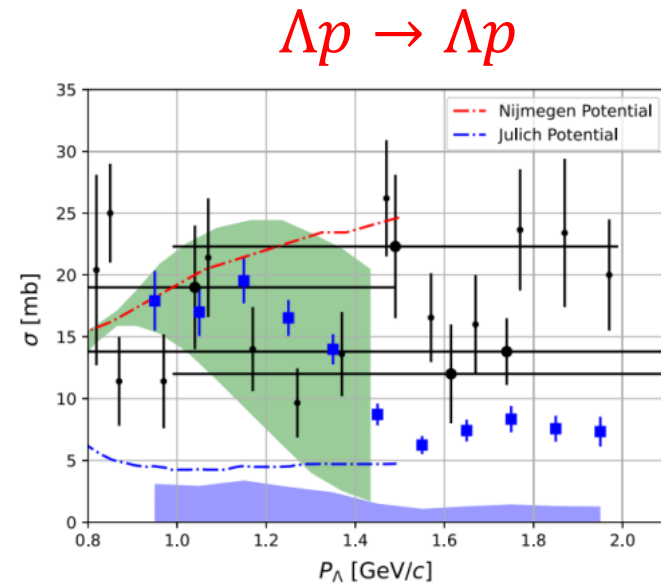 Λp → Λp
35
30
25
20
15
10
5
0
σ [mb]
Nijmegen Potential
Julich Potential
0.8 1.0 1.2 1.4 1.6 1.8 2.0
P_Λ [GeV/c]